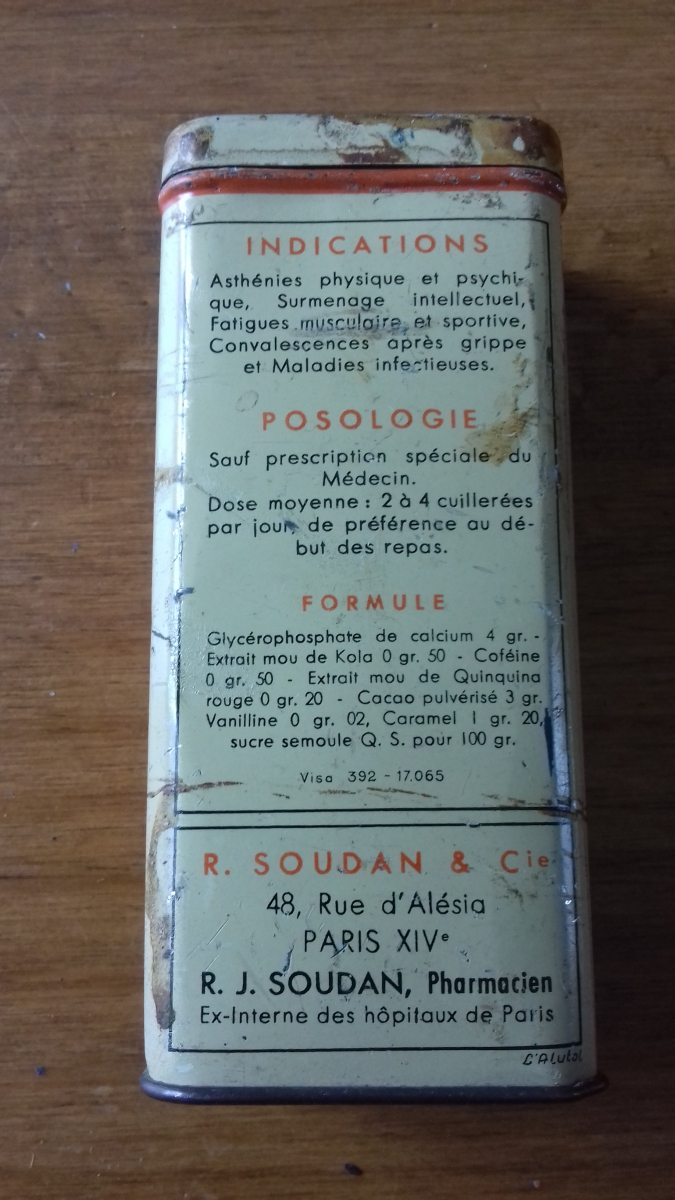 INDICATIONS
Asthénies physique et psychi-
que, Surmenage intellectuel,
Fatigues musculaire et sportive,
Convalescences après grippe
et Maladies infectieuses.
POSOLOGIE
Sauf prescription spéciale du
Médecin.
Dose moyenne : 2 à 4 cuillerées
par jour, de préférence au dé-
but des repas.
FORMULE
Glycérophosphate de calcium 4 gr. -
Extrait mou de Kola 0 gr. 50 - Coféine
0 gr. 50 - Extrait mou de Quinquina
rouge 0 gr. 20 - Cacao pulvérisé 3 gr.
Vanilline 0 gr. 02, Caramel 1 gr. 20,
sucre semoule Q. S. pour 100 gr.
Visa 392 - 17.065
R. SOUDAN & Cie
48, Rue d'Alésia
PARIS XIVe
R. J. SOUDAN, Pharmacien
Ex-Interne des hôpitaux de Paris